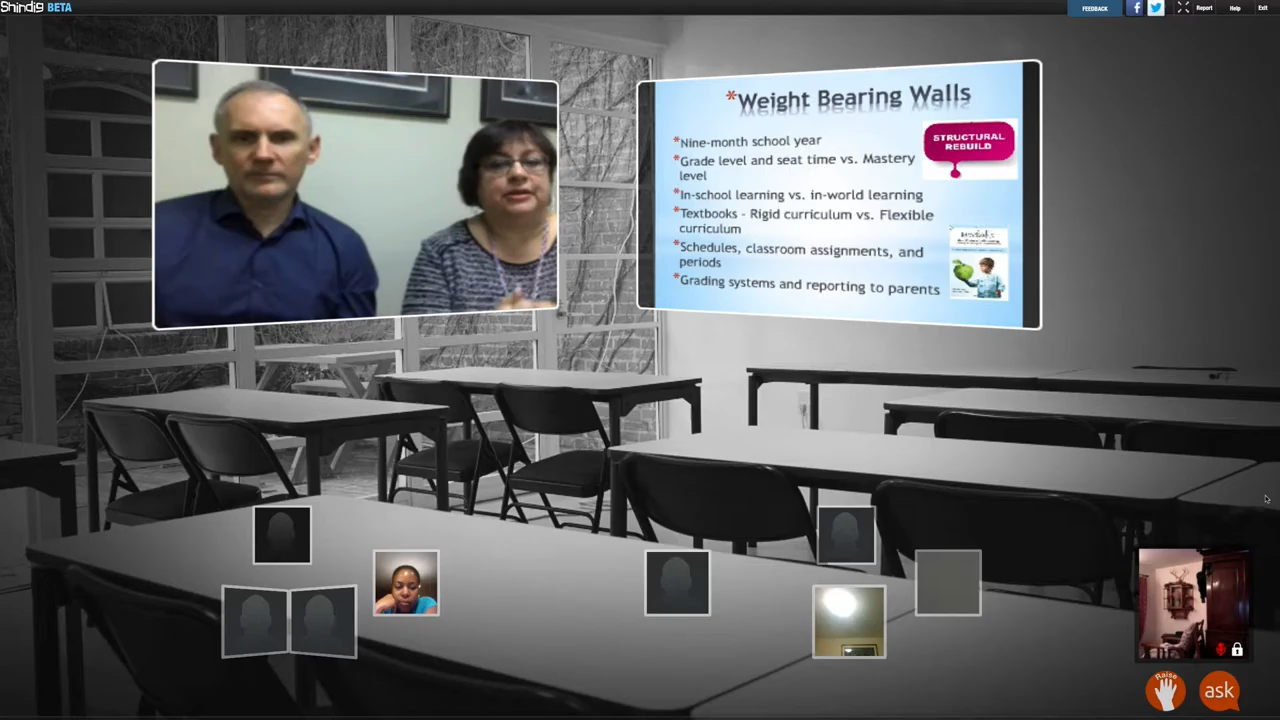 Shindig BETA
FEEDBACK
Report
Help
Exit
*Weight Bearing Walls
*Nine-month school year
*Grade level and seat time vs. Mastery
level
*In-school learning vs. in-world learning
*Textbooks - Rigid curriculum vs. Flexible
curriculum
*Schedules, classroom assignments, and
periods
*Grading systems and reporting to parents
STRUCTURAL
REBUILD
Raise
ask